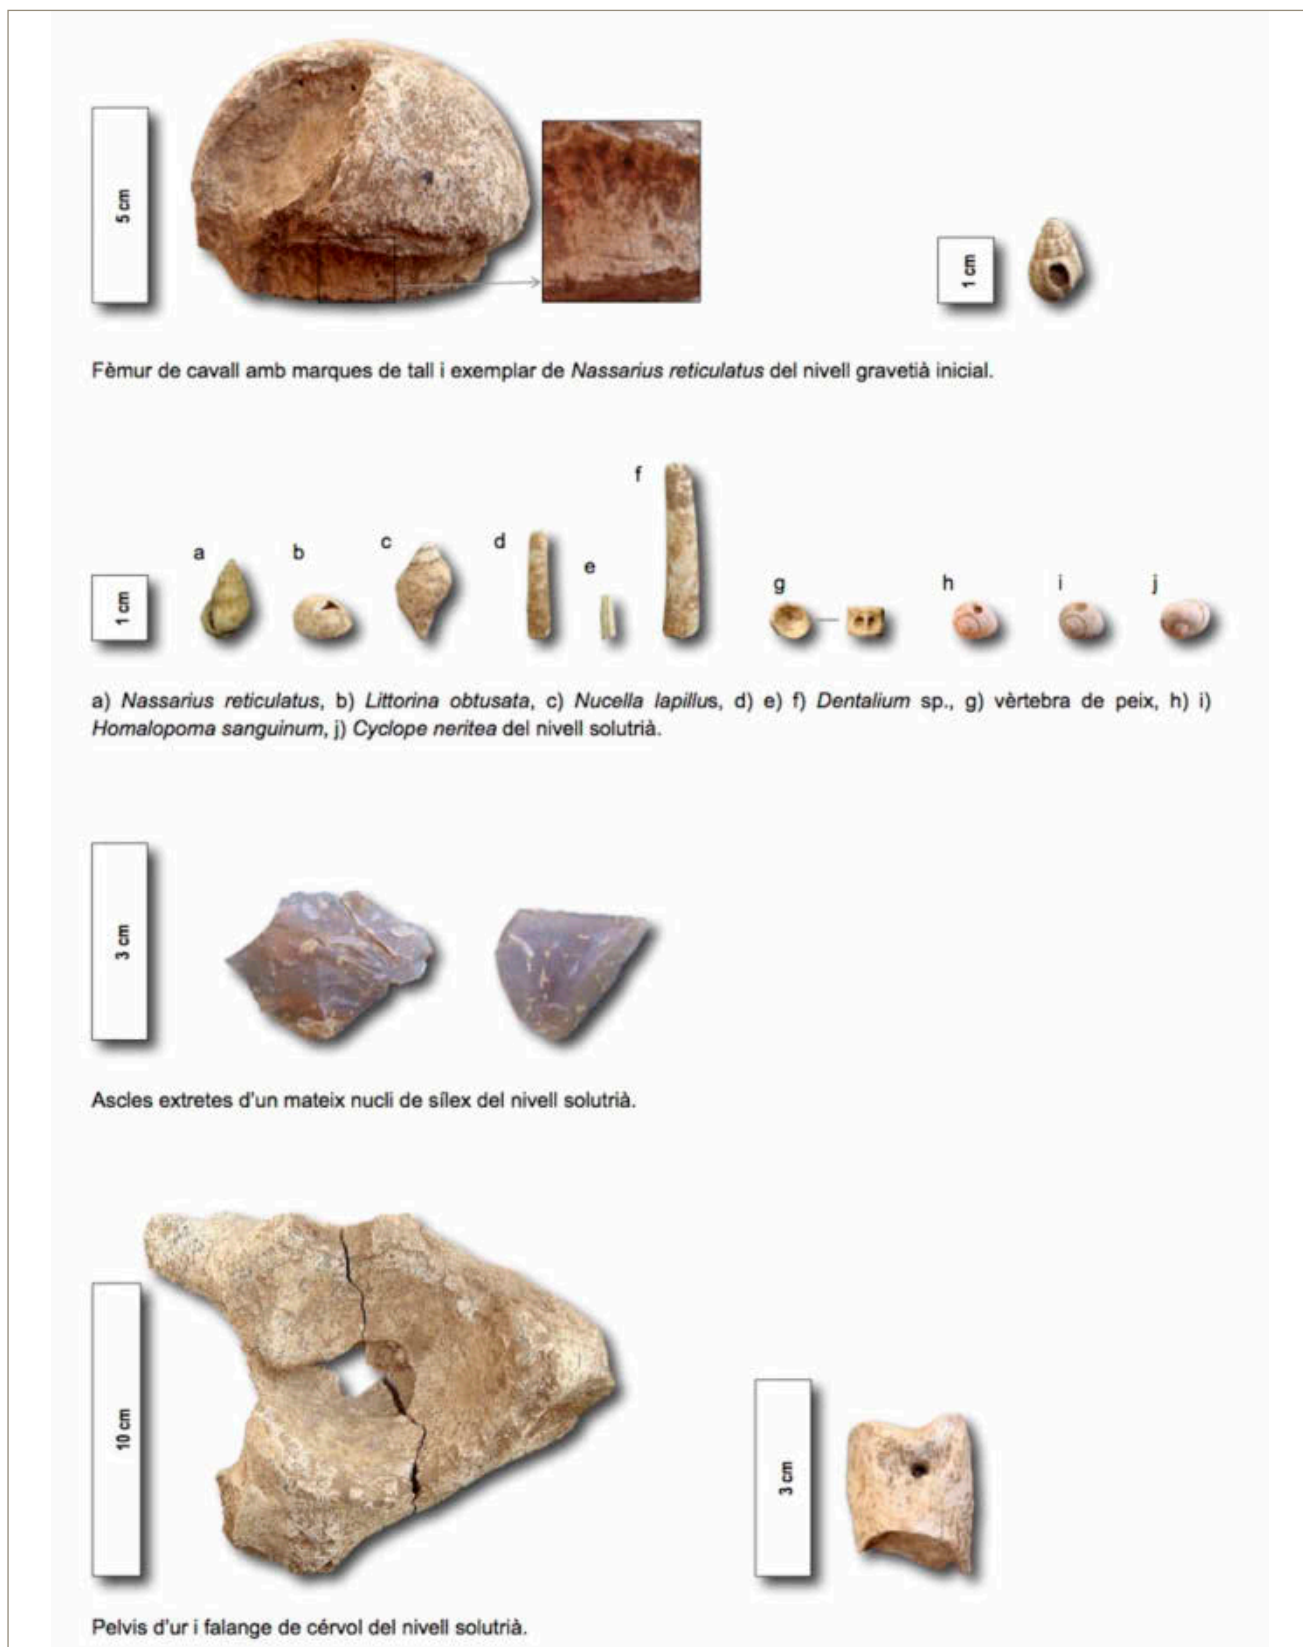 5 cm
1 cm
Fèmur de cavall amb marques de tall i exemplar de Nassarius reticulatus del nivell gravetià inicial.
f
a b c d e g h i j
1 cm
a) Nassarius reticulatus, b) Littorina obtusata, c) Nucella lapillus, d) e) f) Dentalium sp., g) vèrtebra de peix, h) i)
Homalopoma sanguinum, j) Cyclope neritea del nivell solutrià.
3 cm
Ascles extretes d'un mateix nucli de sílex del nivell solutrià.
10 cm
3 cm
Pelvis d'ur i falange de cérvol del nivell solutrià.